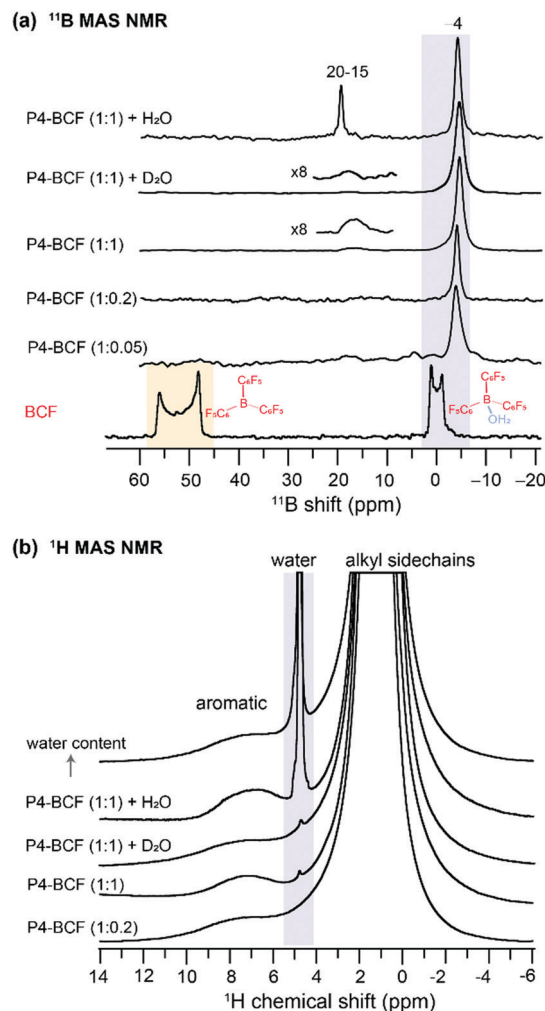 (a) ¹¹B MAS NMR
–4
20-15
P4-BCF (1:1) + H₂O
x8
P4-BCF (1:1) + D₂O
x8
P4-BCF (1:1)
P4-BCF (1:0.2)
P4-BCF (1:0.05)
BCF
C₆F₅
B
F₅C₆ C₆F₅
C₆F₅
B
F₅C₆ C₆F₅
OH₂
60 50 40 30 20 10 0 –10 –20
¹¹B shift (ppm)
(b) ¹H MAS NMR
water alkyl sidechains
aromatic
water content
P4-BCF (1:1) + H₂O
P4-BCF (1:1) + D₂O
P4-BCF (1:1)
P4-BCF (1:0.2)
14 12 10 8 6 4 2 0 -2 -4 -6
¹H chemical shift (ppm)